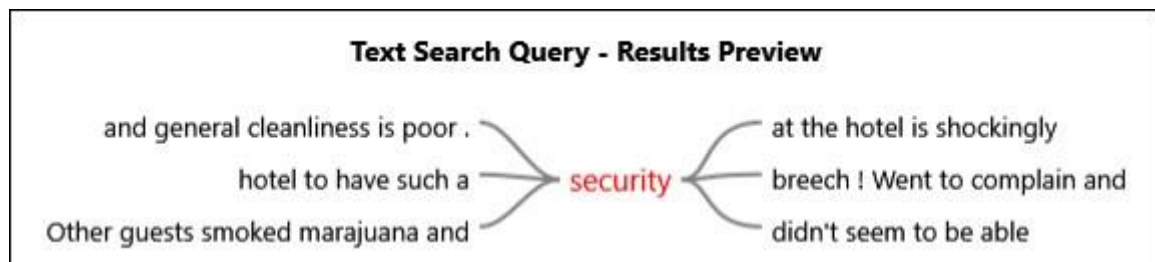 Text Search Query - Results Preview
and general cleanliness is poor .
hotel to have such a
Other guests smoked marajuana and
security
at the hotel is shockingly
breech ! Went to complain and
didn't seem to be able